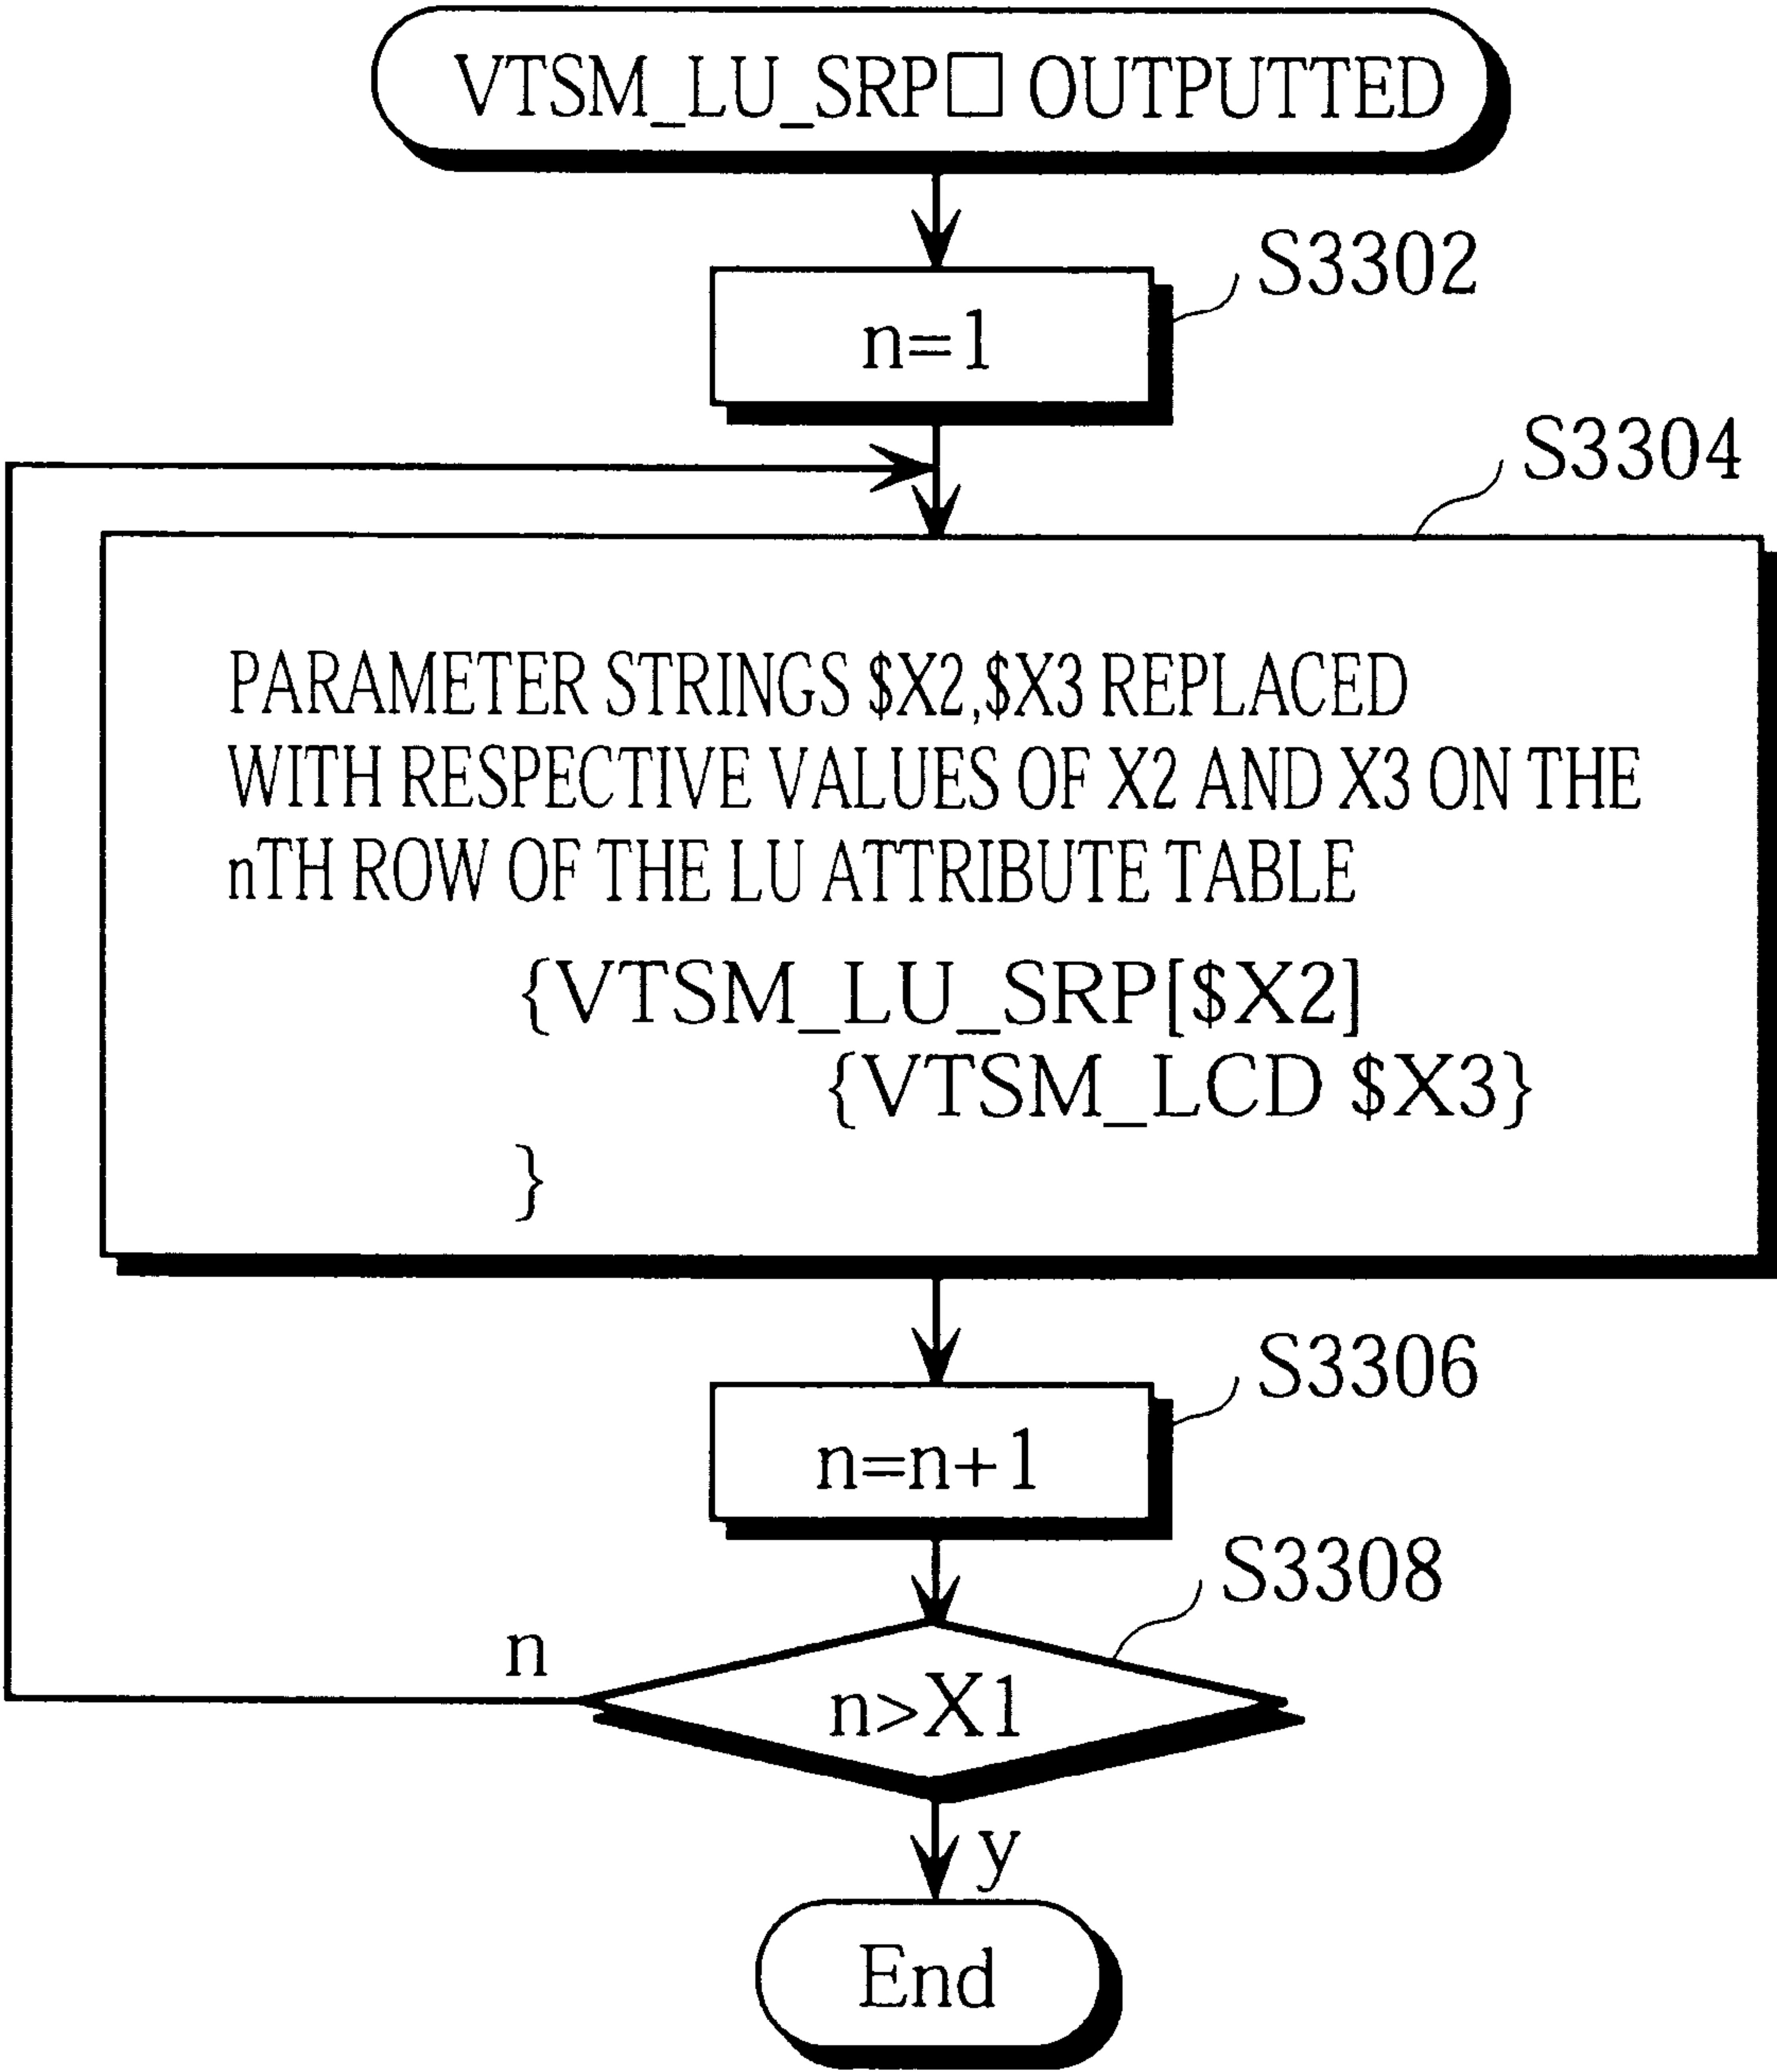 VTSM_LU_SRP□ OUTPUTTED
S3302
n=1
S3304
PARAMETER STRINGS $X2,$X3 REPLACED
WITH RESPECTIVE VALUES OF X2 AND X3 ON THE
nTH ROW OF THE LU ATTRIBUTE TABLE
{VTSM_LU_SRP[$X2]
{VTSM_LCD $X3}
}
S3306
n=n+1
S3308
n
n>X1
y
End